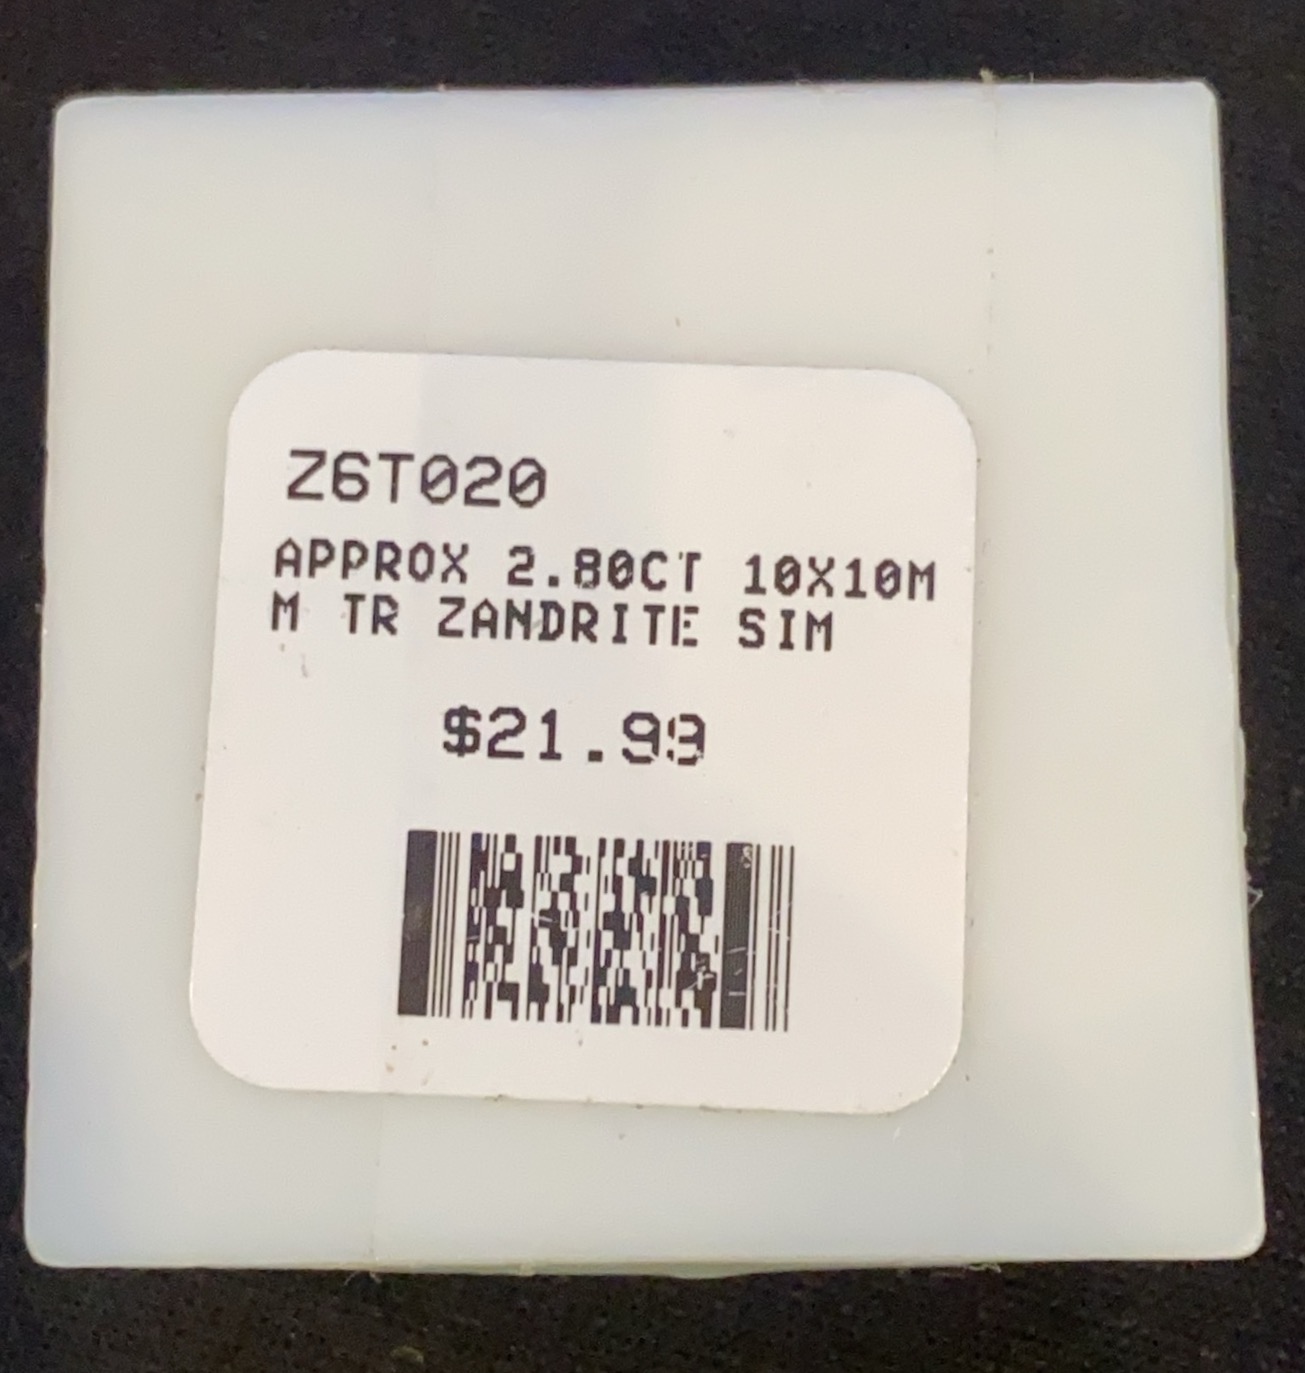 Z6T020
APPROX 2.80CT 10X10M
M TR ZANDRITE SIM
$21.99